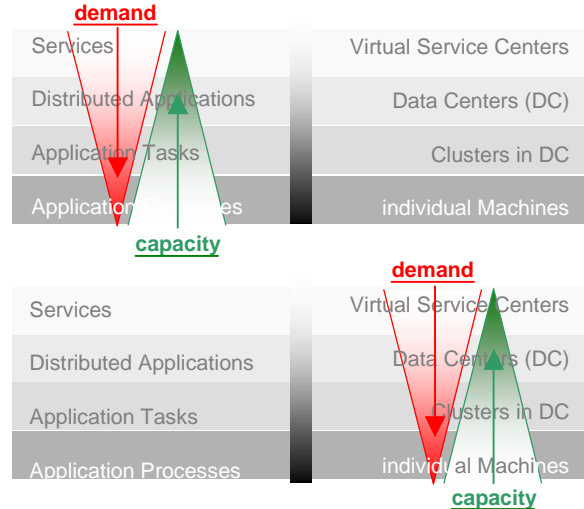 demand
Services
Virtual Service Centers
Distributed Applications
Data Centers (DC)
Application Tasks
Clusters in DC
Application Processes
individual Machines
capacity
demand
Services
Virtual Service Centers
Distributed Applications
Data Centers (DC)
Application Tasks
Clusters in DC
Application Processes
individual Machines
capacity